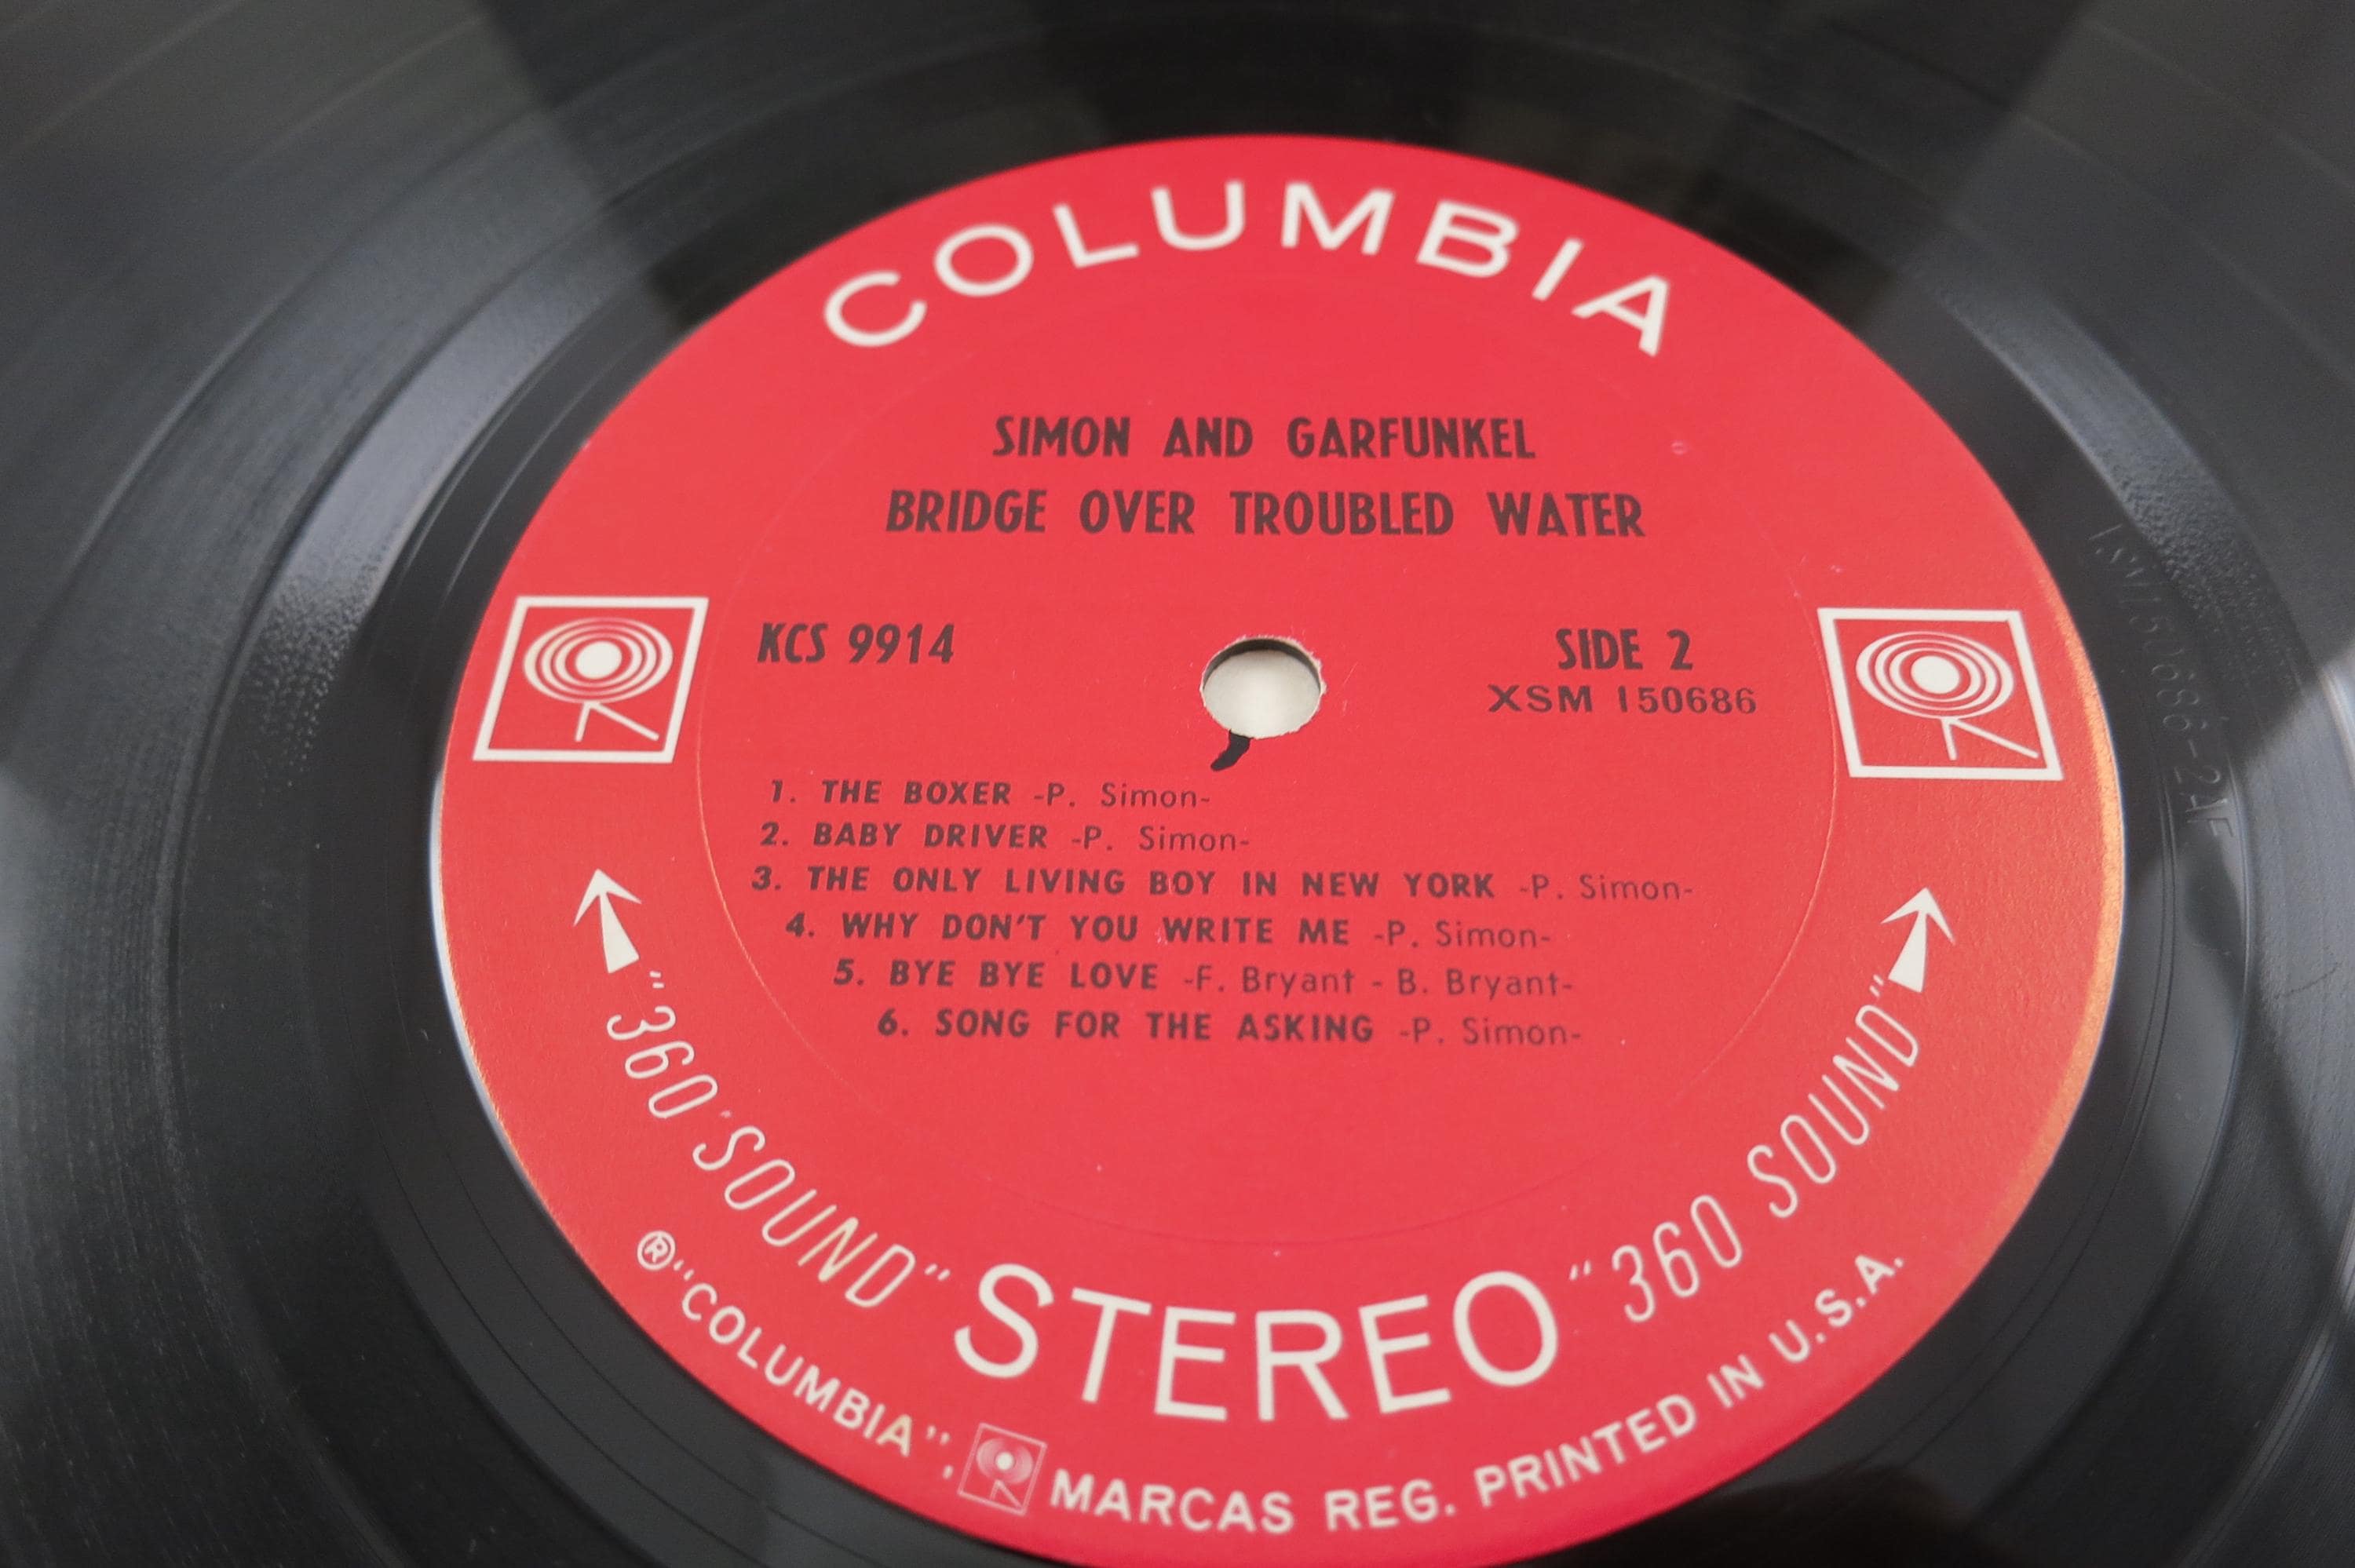 COLUMBIA
SIMON AND GARFUNKEL
BRIDGE OVER TROUBLED WATER
KCS 9914
SIDE 2
XSM 150686
1. THE BOXER -P. Simon-
2. BABY DRIVER -P. Simon-
3. THE ONLY LIVING BOY IN NEW YORK -P. Simon-
4. WHY DON'T YOU WRITE ME -P. Simon-
5. BYE BYE LOVE -F. Bryant - B. Bryant-
6. SONG FOR THE ASKING -P. Simon-
"360 SOUND" STEREO "360 SOUND"
® "COLUMBIA", MARCAS REG. PRINTED IN U.S.A.